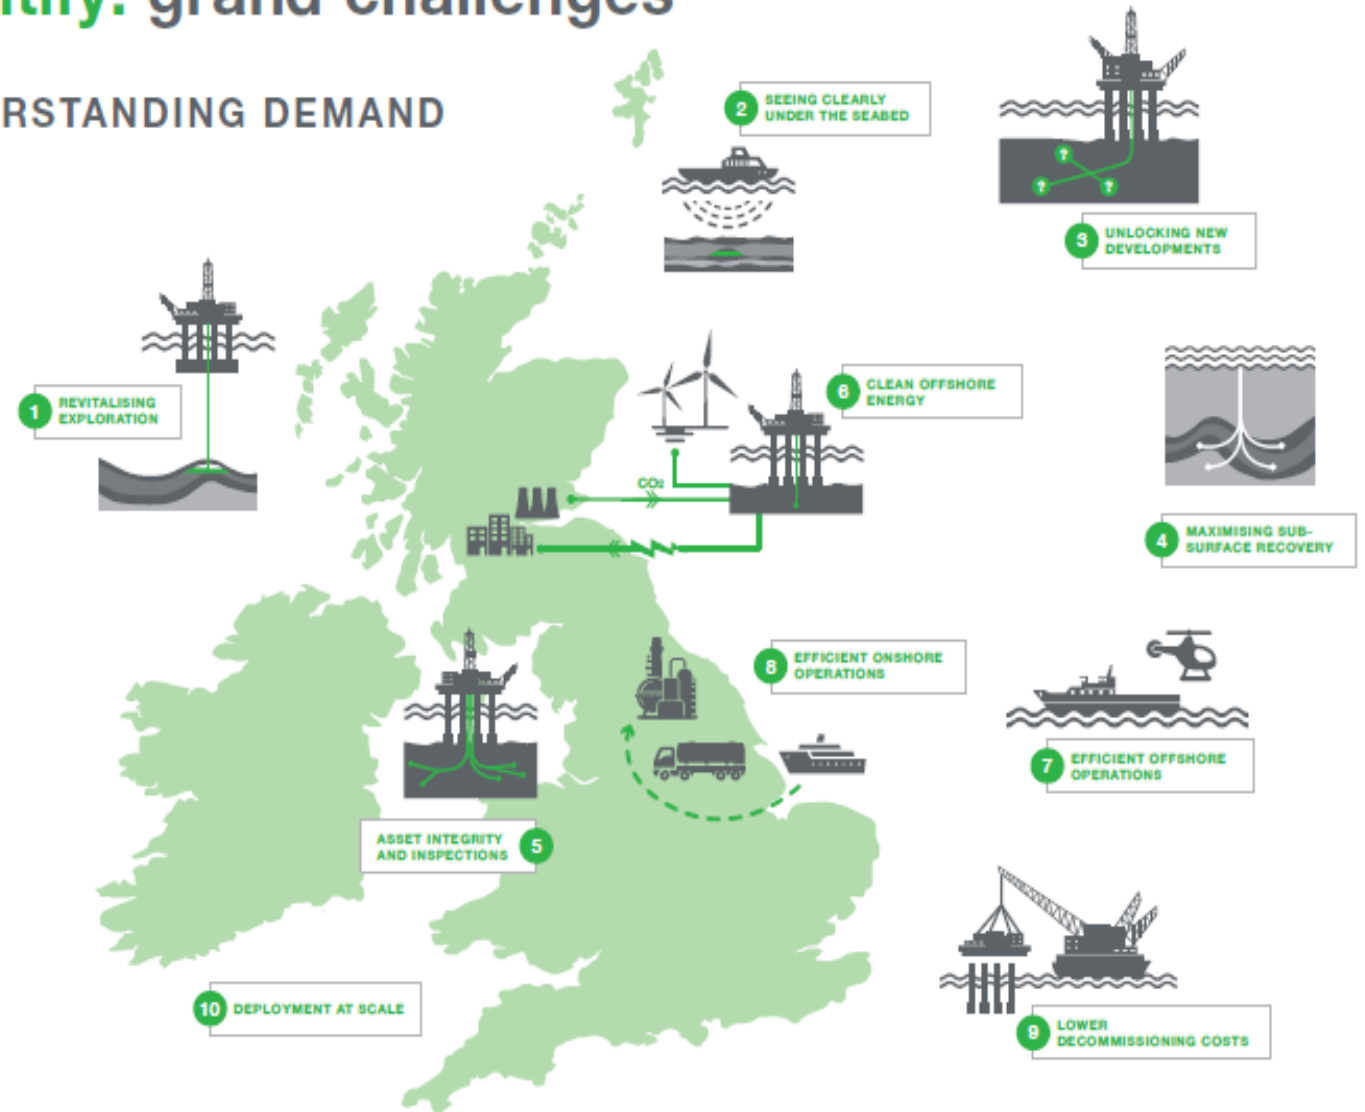 grand challenges
RSTANDING DEMAND
2
SEEING CLEARLY
UNDER THE SEABED
?
?
?
3
UNLOCKING NEW
DEVELOPMENTS
1
REVITALISING
EXPLORATION
6
CLEAN OFFSHORE
ENERGY
CO₂
4
MAXIMISING SUB-
SURFACE RECOVERY
8
EFFICIENT ONSHORE
OPERATIONS
7
EFFICIENT OFFSHORE
OPERATIONS
ASSET INTEGRITY
AND INSPECTIONS
5
10
DEPLOYMENT AT SCALE
9
LOWER
DECOMMISSIONING COSTS